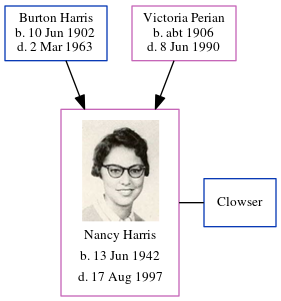 Burton Harris
b. 10 Jun 1902
d. 2 Mar 1963
Victoria Perian
b. abt 1906
d. 8 Jun 1990
Nancy Harris
b. 13 Jun 1942
d. 17 Aug 1997
Clowser